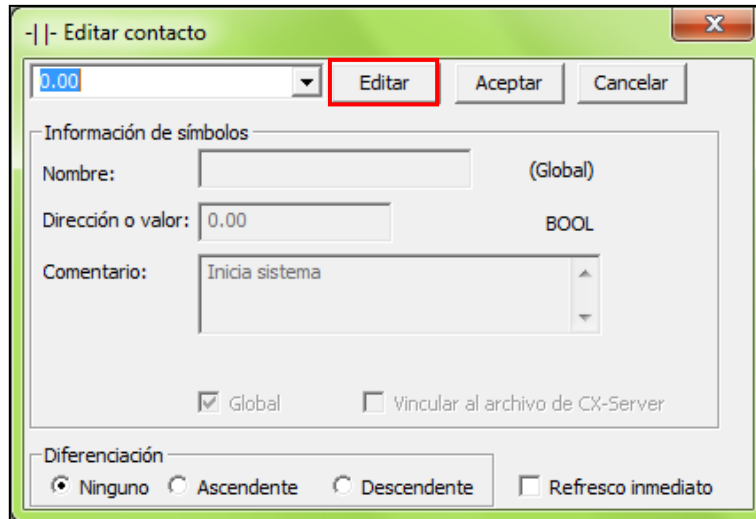 -| |- Editar contacto
0.00 Editar Aceptar Cancelar
Información de símbolos
Nombre: (Global)
Dirección o valor: 0.00 BOOL
Comentario: Inicia sistema
Global Vincular al archivo de CX-Server
Diferenciación
Ninguno Ascendente Descendente Refresco inmediato